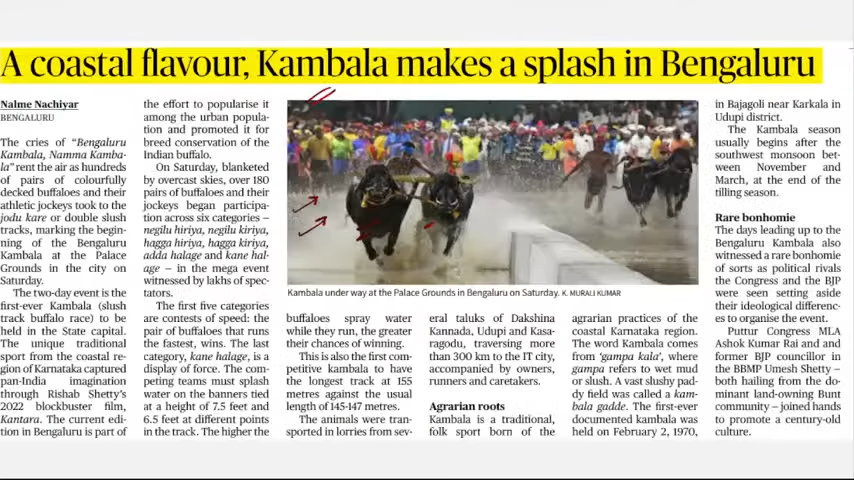 A coastal flavour, Kambala makes a splash in Bengaluru
Nalme Nachiyar
BENGALURU
The cries of “Bengaluru
Kambala, Namma Kamba-
la” rent the air as hundreds
of pairs of colourfully
decked buffaloes and their
athletic jockeys took to the
jodu kare or double slush
tracks, marking the begin-
ning of the Bengaluru
Kambala at the Palace
Grounds in the city on
Saturday.
The two-day event is the
first-ever Kambala (slush
track buffalo race) to be
held in the State capital.
The unique traditional
sport from the coastal re-
gion of Karnataka captured
pan-India imagination
through Rishab Shetty’s
2022 blockbuster film,
Kantara. The current edi-
tion in Bengaluru is part of
the effort to popularise it
among the urban popula-
tion and promoted it for
breed conservation of the
Indian buffalo.
On Saturday, blanketed
by overcast skies, over 180
pairs of buffaloes and their
jockeys began participa-
tion across six categories –
negilu hiriya, negilu kiriya,
hagga hiriya, hagga kiriya,
adda halage and kane hal-
age – in the mega event
witnessed by lakhs of spec-
tators.
The first five categories
are contests of speed: the
pair of buffaloes that runs
the fastest, wins. The last
category, kane halage, is a
display of force. The com-
peting teams must splash
water on the banners tied
at a height of 7.5 feet and
6.5 feet at different points
in the track. The higher the
Kambala under way at the Palace Grounds in Bengaluru on Saturday. K. MURALI KUMAR
buffaloes spray water
while they run, the greater
their chances of winning.
This is also the first com-
petitive kambala to have
the longest track at 155
metres against the usual
length of 145-147 metres.
The animals were tran-
sported in lorries from sev-
eral taluks of Dakshina
Kannada, Udupi and Kasa-
ragodu, traversing more
than 300 km to the IT city,
accompanied by owners,
runners and caretakers.
Agrarian roots
Kambala is a traditional,
folk sport born of the
agrarian practices of the
coastal Karnataka region.
The word Kambala comes
from ‘gampa kala’, where
gampa refers to wet mud
or slush. A vast slushy pad-
dy field was called a kam-
bala gadde. The first-ever
documented kambala was
held on February 2, 1970,
in Bajagoli near Karkala in
Udupi district.
The Kambala season
usually begins after the
southwest monsoon bet-
ween November and
March, at the end of the
tilling season.
Rare bonhomie
The days leading up to the
Bengaluru Kambala also
witnessed a rare bonhomie
of sorts as political rivals
the Congress and the BJP
were seen setting aside
their ideological differenc-
es to organise the event.
Puttur Congress MLA
Ashok Kumar Rai and and
former BJP councillor in
the BBMP Umesh Shetty –
both hailing from the do-
minant land-owning Bunt
community – joined hands
to promote a century-old
culture.